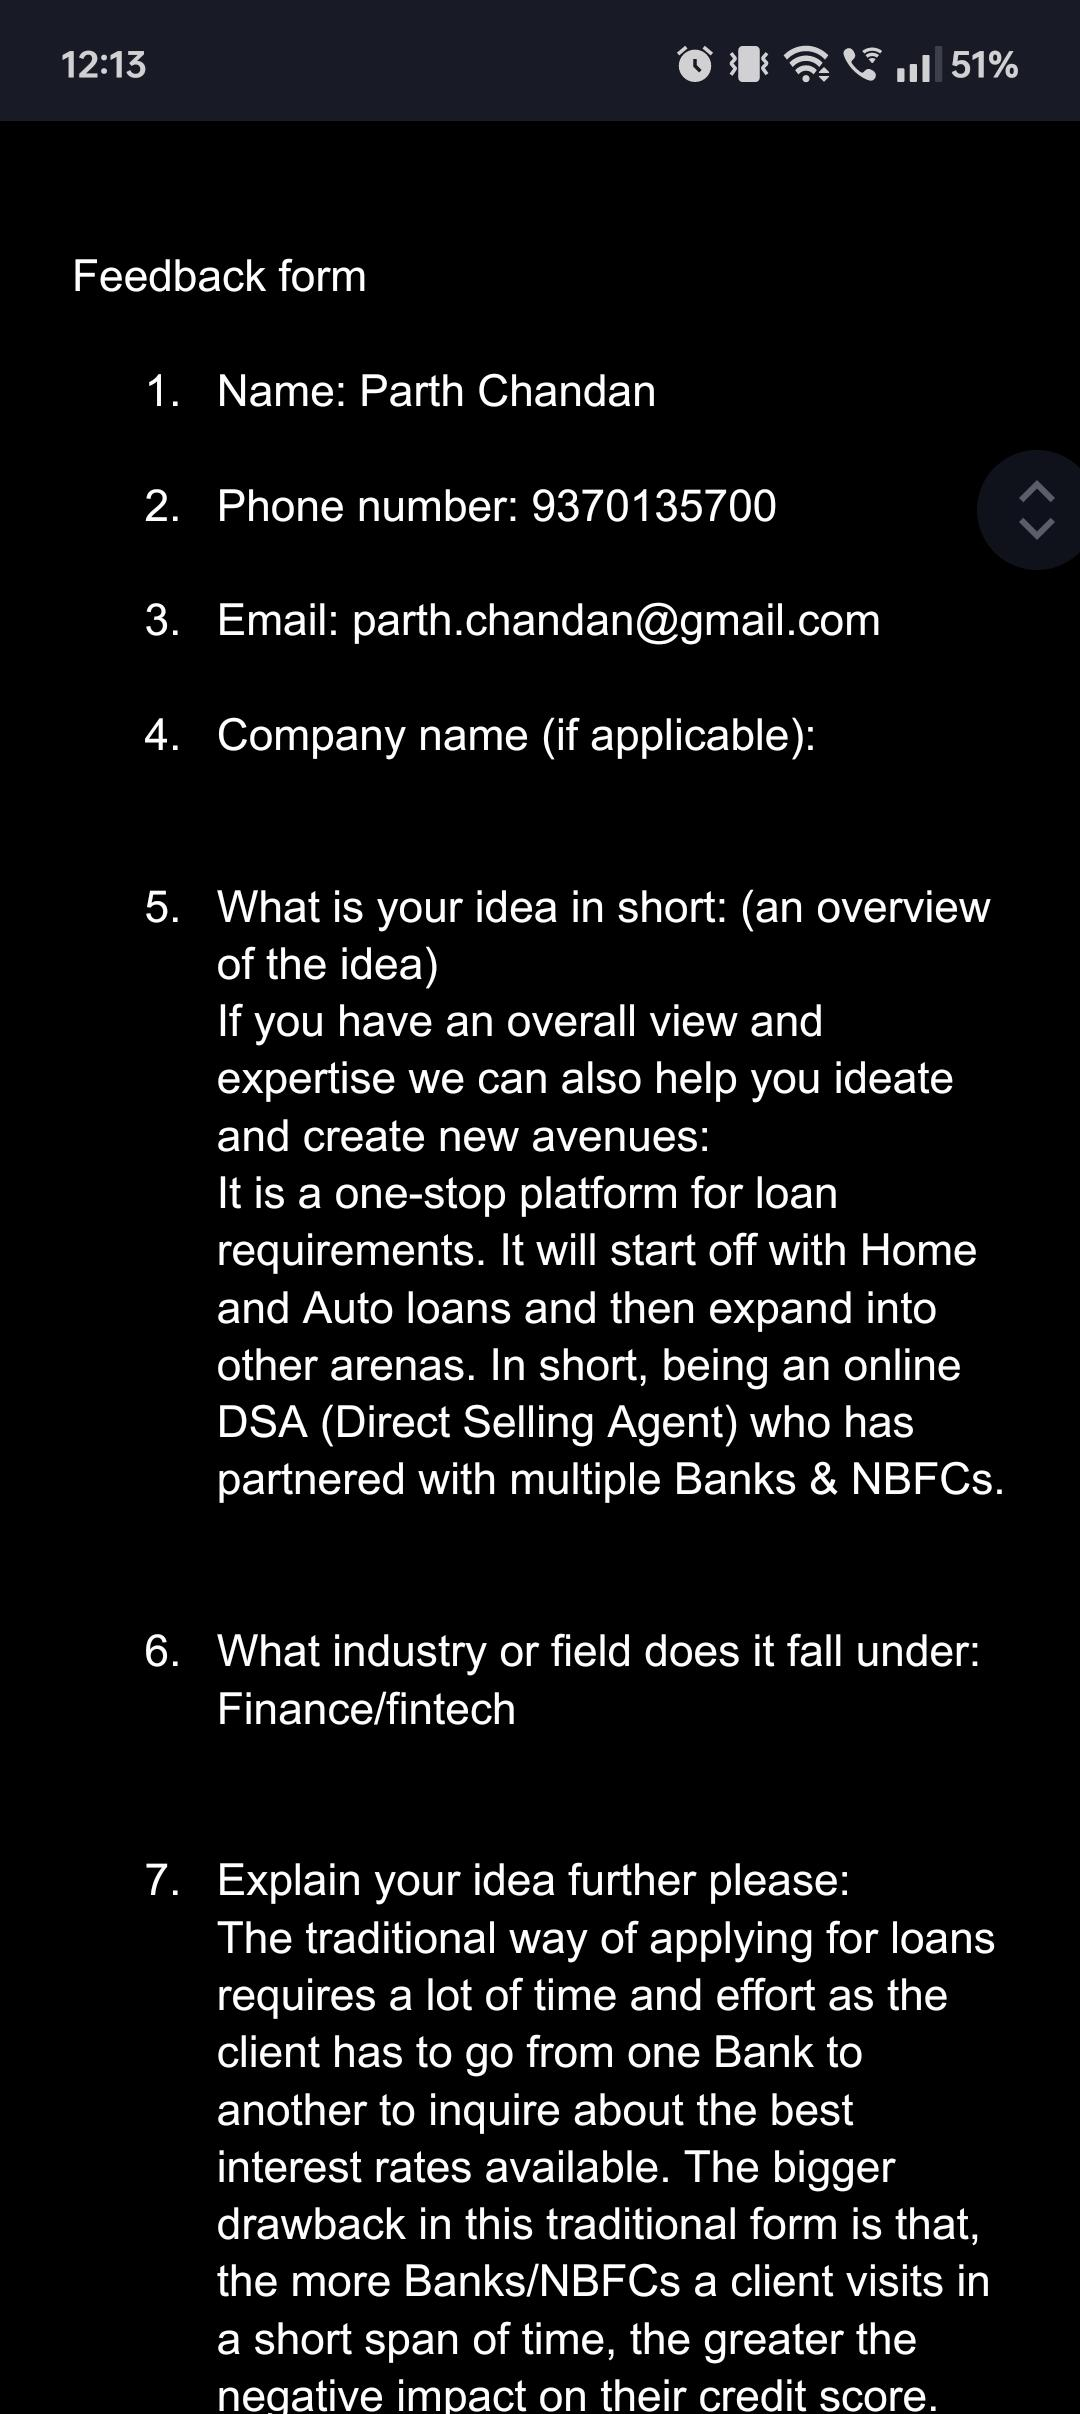 12:13
51%
Feedback form
1. Name: Parth Chandan
2. Phone number: 9370135700
3. Email: parth.chandan@gmail.com
4. Company name (if applicable):
5. What is your idea in short: (an overview
of the idea)
If you have an overall view and
expertise we can also help you ideate
and create new avenues:
It is a one-stop platform for loan
requirements. It will start off with Home
and Auto loans and then expand into
other arenas. In short, being an online
DSA (Direct Selling Agent) who has
partnered with multiple Banks & NBFCs.
6. What industry or field does it fall under:
Finance/fintech
7. Explain your idea further please:
The traditional way of applying for loans
requires a lot of time and effort as the
client has to go from one Bank to
another to inquire about the best
interest rates available. The bigger
drawback in this traditional form is that,
the more Banks/NBFCs a client visits in
a short span of time, the greater the
negative impact on their credit score.